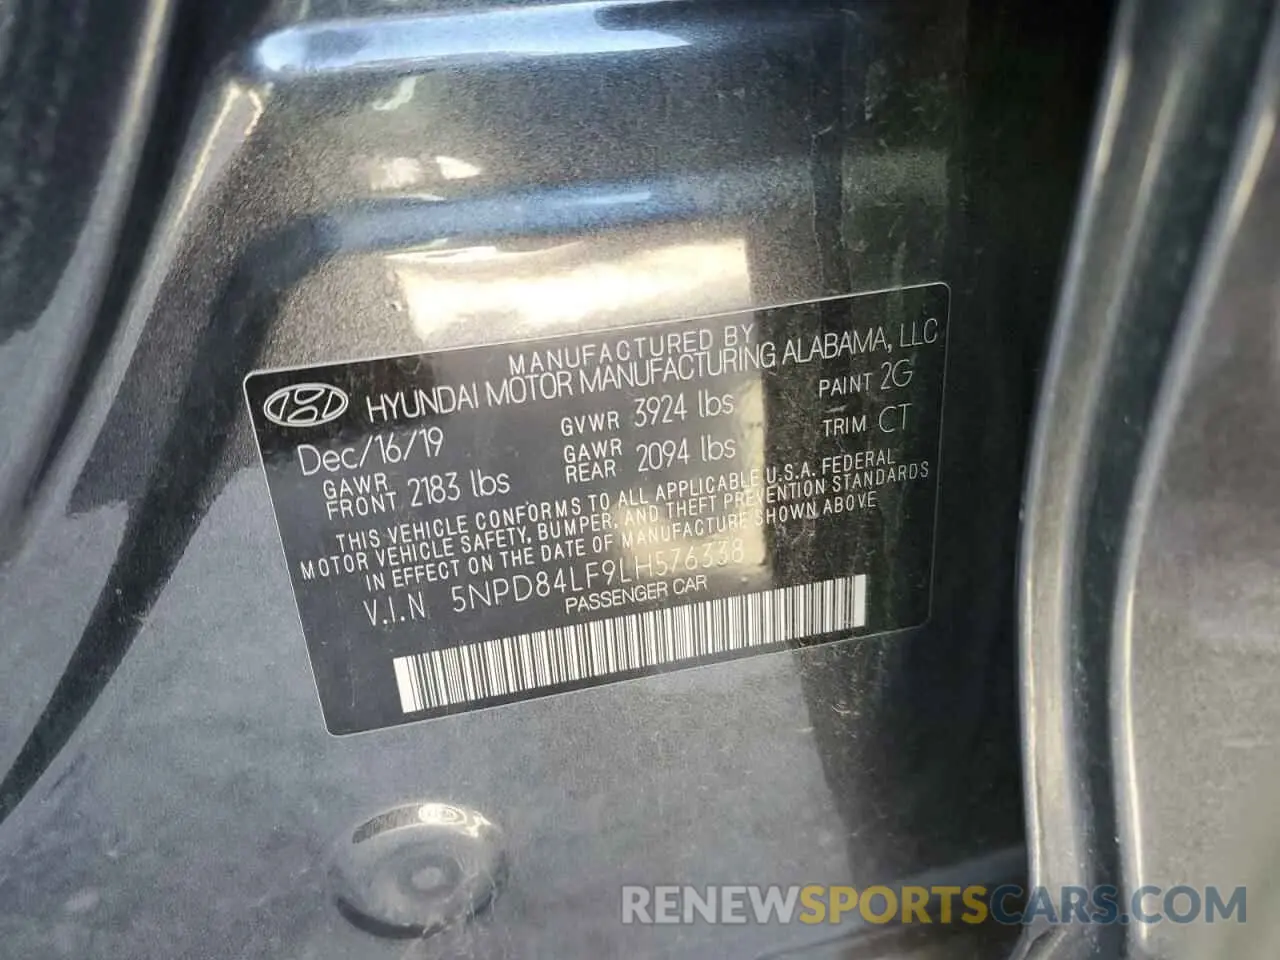 MANUFACTURED BY
HYUNDAI MOTOR MANUFACTURING ALABAMA, LLC
Dec/16/19 GVWR 3924 lbs PAINT 2G
GAWR FRONT 2183 lbs GAWR REAR 2094 lbs TRIM CT
THIS VEHICLE CONFORMS TO ALL APPLICABLE U.S.A. FEDERAL
MOTOR VEHICLE SAFETY, BUMPER, AND THEFT PREVENTION STANDARDS
IN EFFECT ON THE DATE OF MANUFACTURE SHOWN ABOVE
V.I.N 5NPD84LF9LH576338
PASSENGER CAR
RENEWSPORTSCARS.COM